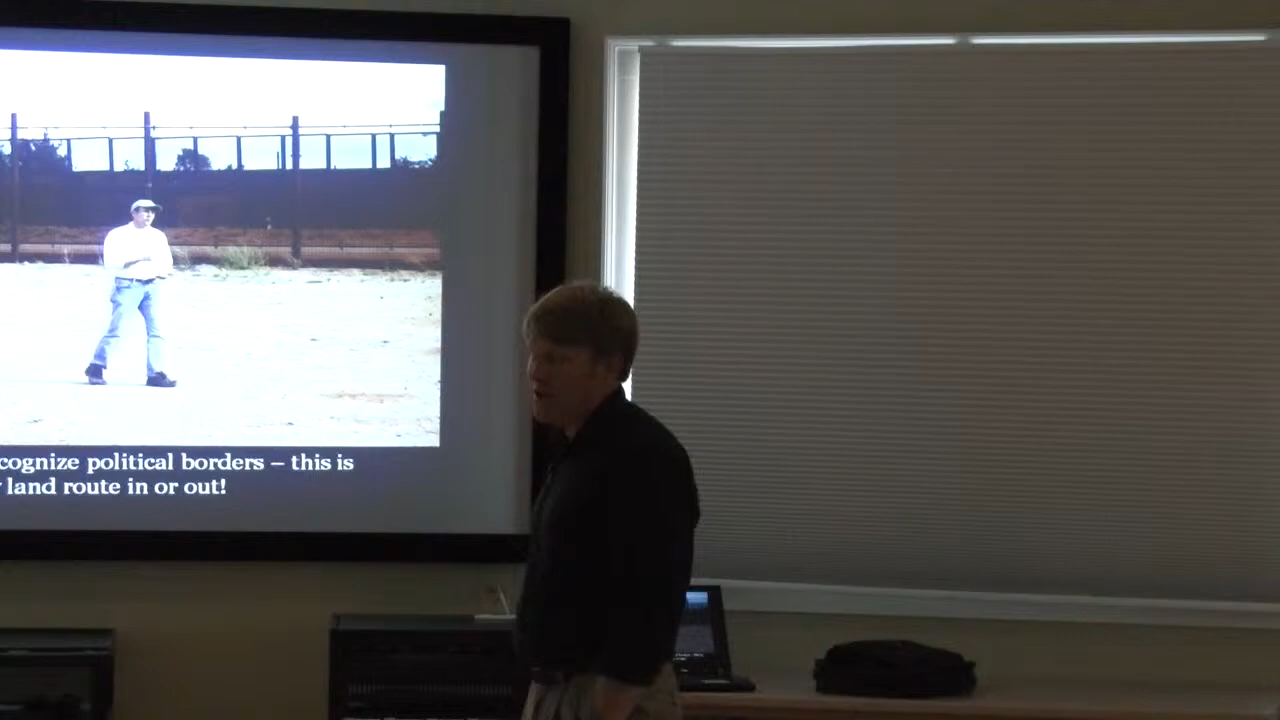 cognize political borders – this is
land route in or out!